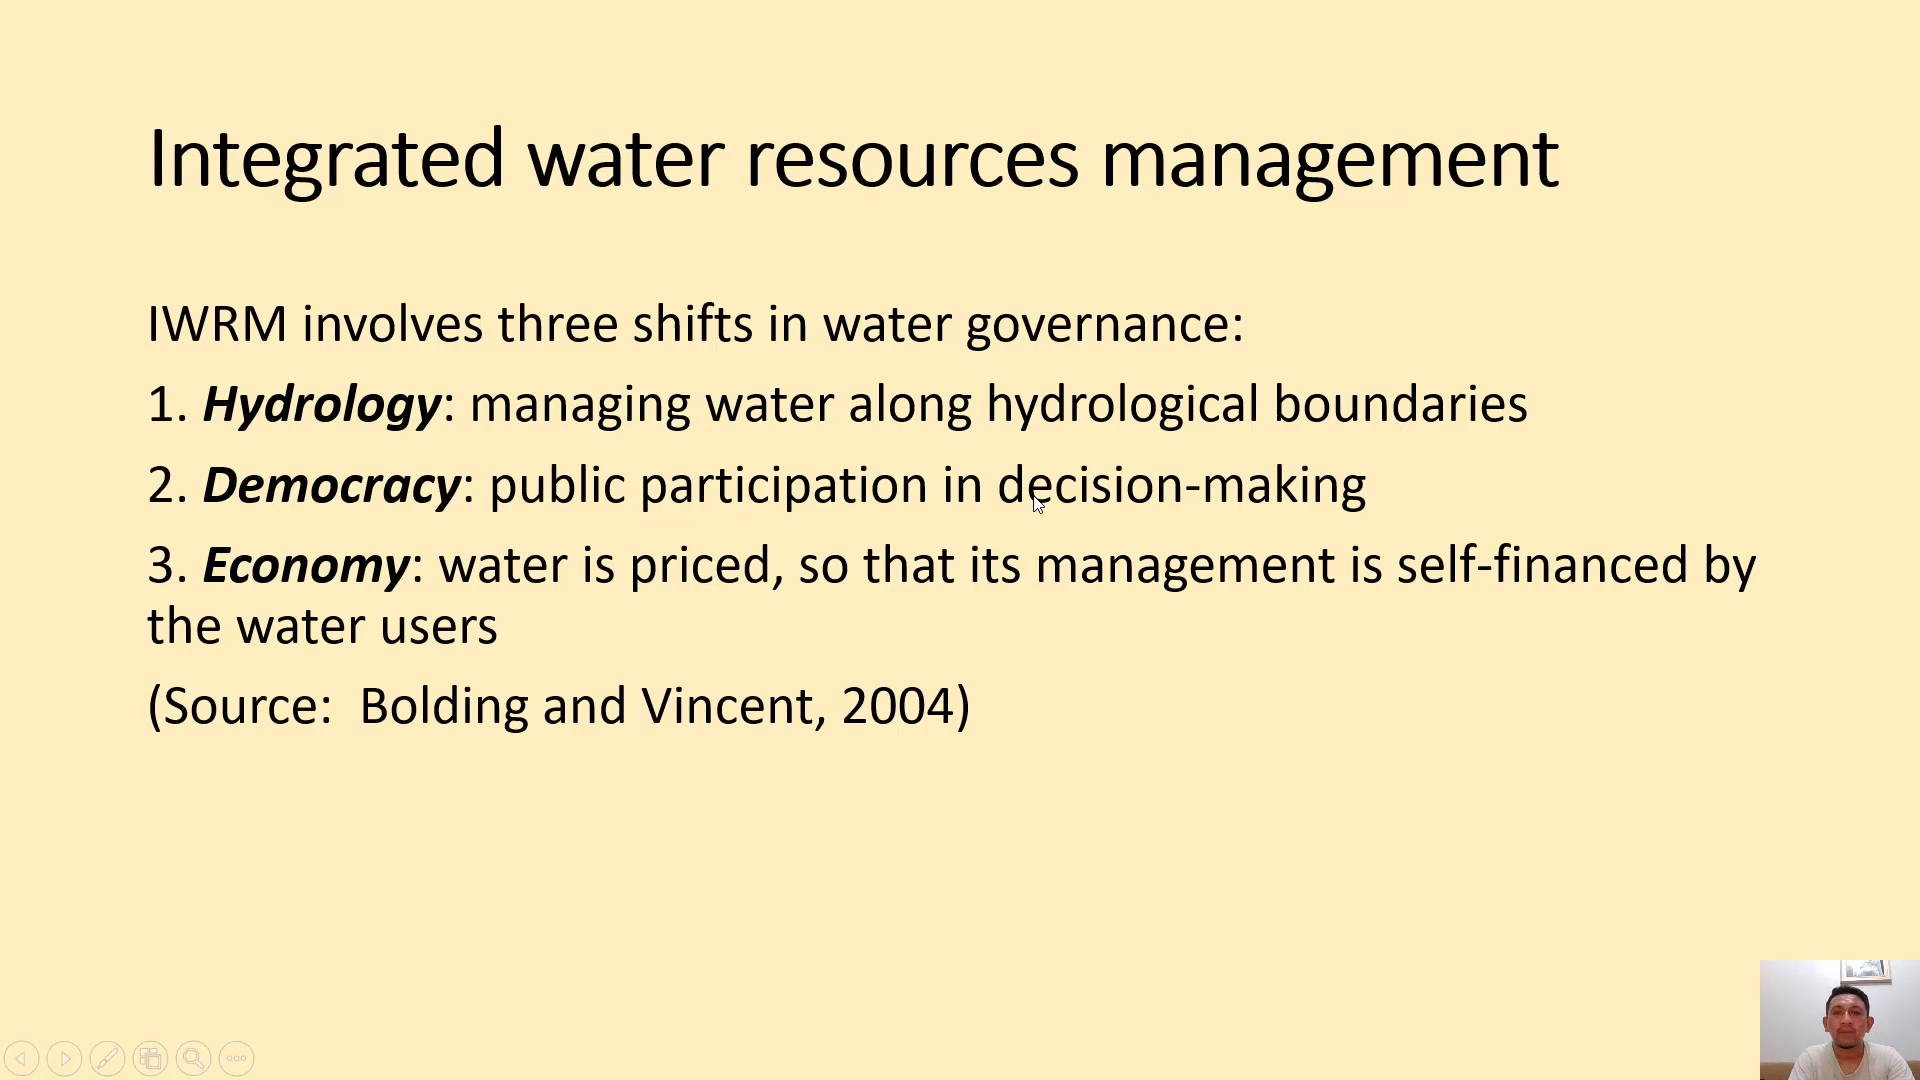 Integrated water resources management
IWRM involves three shifts in water governance:
1. Hydrology: managing water along hydrological boundaries
2. Democracy: public participation in decision-making
3. Economy: water is priced, so that its management is self-financed by
the water users
(Source:  Bolding and Vincent, 2004)